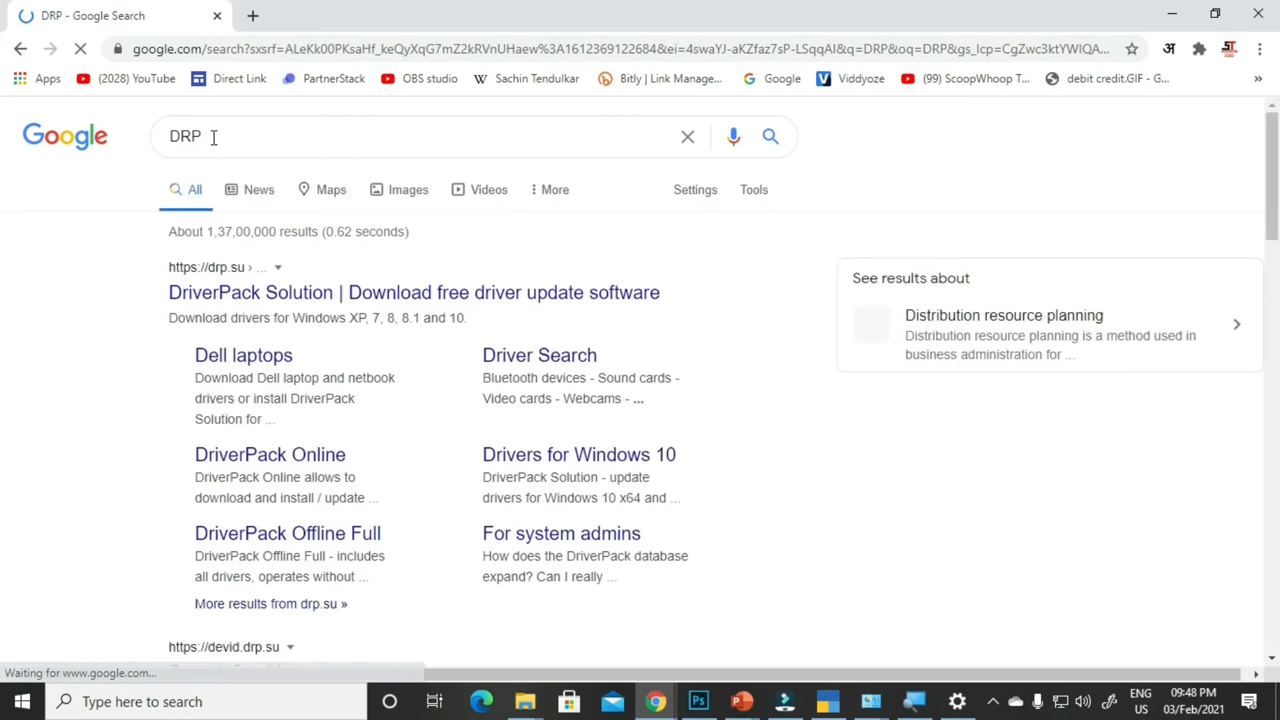 DRP - Google Search
google.com/search?sxsrf=ALeKk00PKsaHf_keQyXqG7mZ2kRVnUHaew%3A1612369122684&ei=4swaYJ-aKZfaz7sP-LSqqAI&q=DRP&oq=DRP&gs_lcp=CgZwc3ktYWIQA...
Apps (2028) YouTube Direct Link PartnerStack OBS studio Sachin Tendulkar Bitly | Link Manage... Google Viddyoze (99) ScoopWhoop T... debit credit.GIF - G... »
Google DRP
All News Maps Images Videos More Settings Tools
About 1,37,00,000 results (0.62 seconds)
https://drp.su › ...
DriverPack Solution | Download free driver update software
Download drivers for Windows XP, 7, 8, 8.1 and 10.
Dell laptops
Download Dell laptop and netbook
drivers or install DriverPack
Solution for ...
Driver Search
Bluetooth devices - Sound cards -
Video cards - Webcams - ...
DriverPack Online
DriverPack Online allows to
download and install / update ...
Drivers for Windows 10
DriverPack Solution - update
drivers for Windows 10 x64 and ...
DriverPack Offline Full
DriverPack Offline Full - includes
all drivers, operates without ...
For system admins
How does the DriverPack database
expand? Can I really ...
More results from drp.su »
https://devid.drp.su
See results about
Distribution resource planning
Distribution resource planning is a method used in
business administration for ...
Waiting for www.google.com...
Type here to search
ENG
US
09:48 PM
03/Feb/2021
अ
ST
Ps